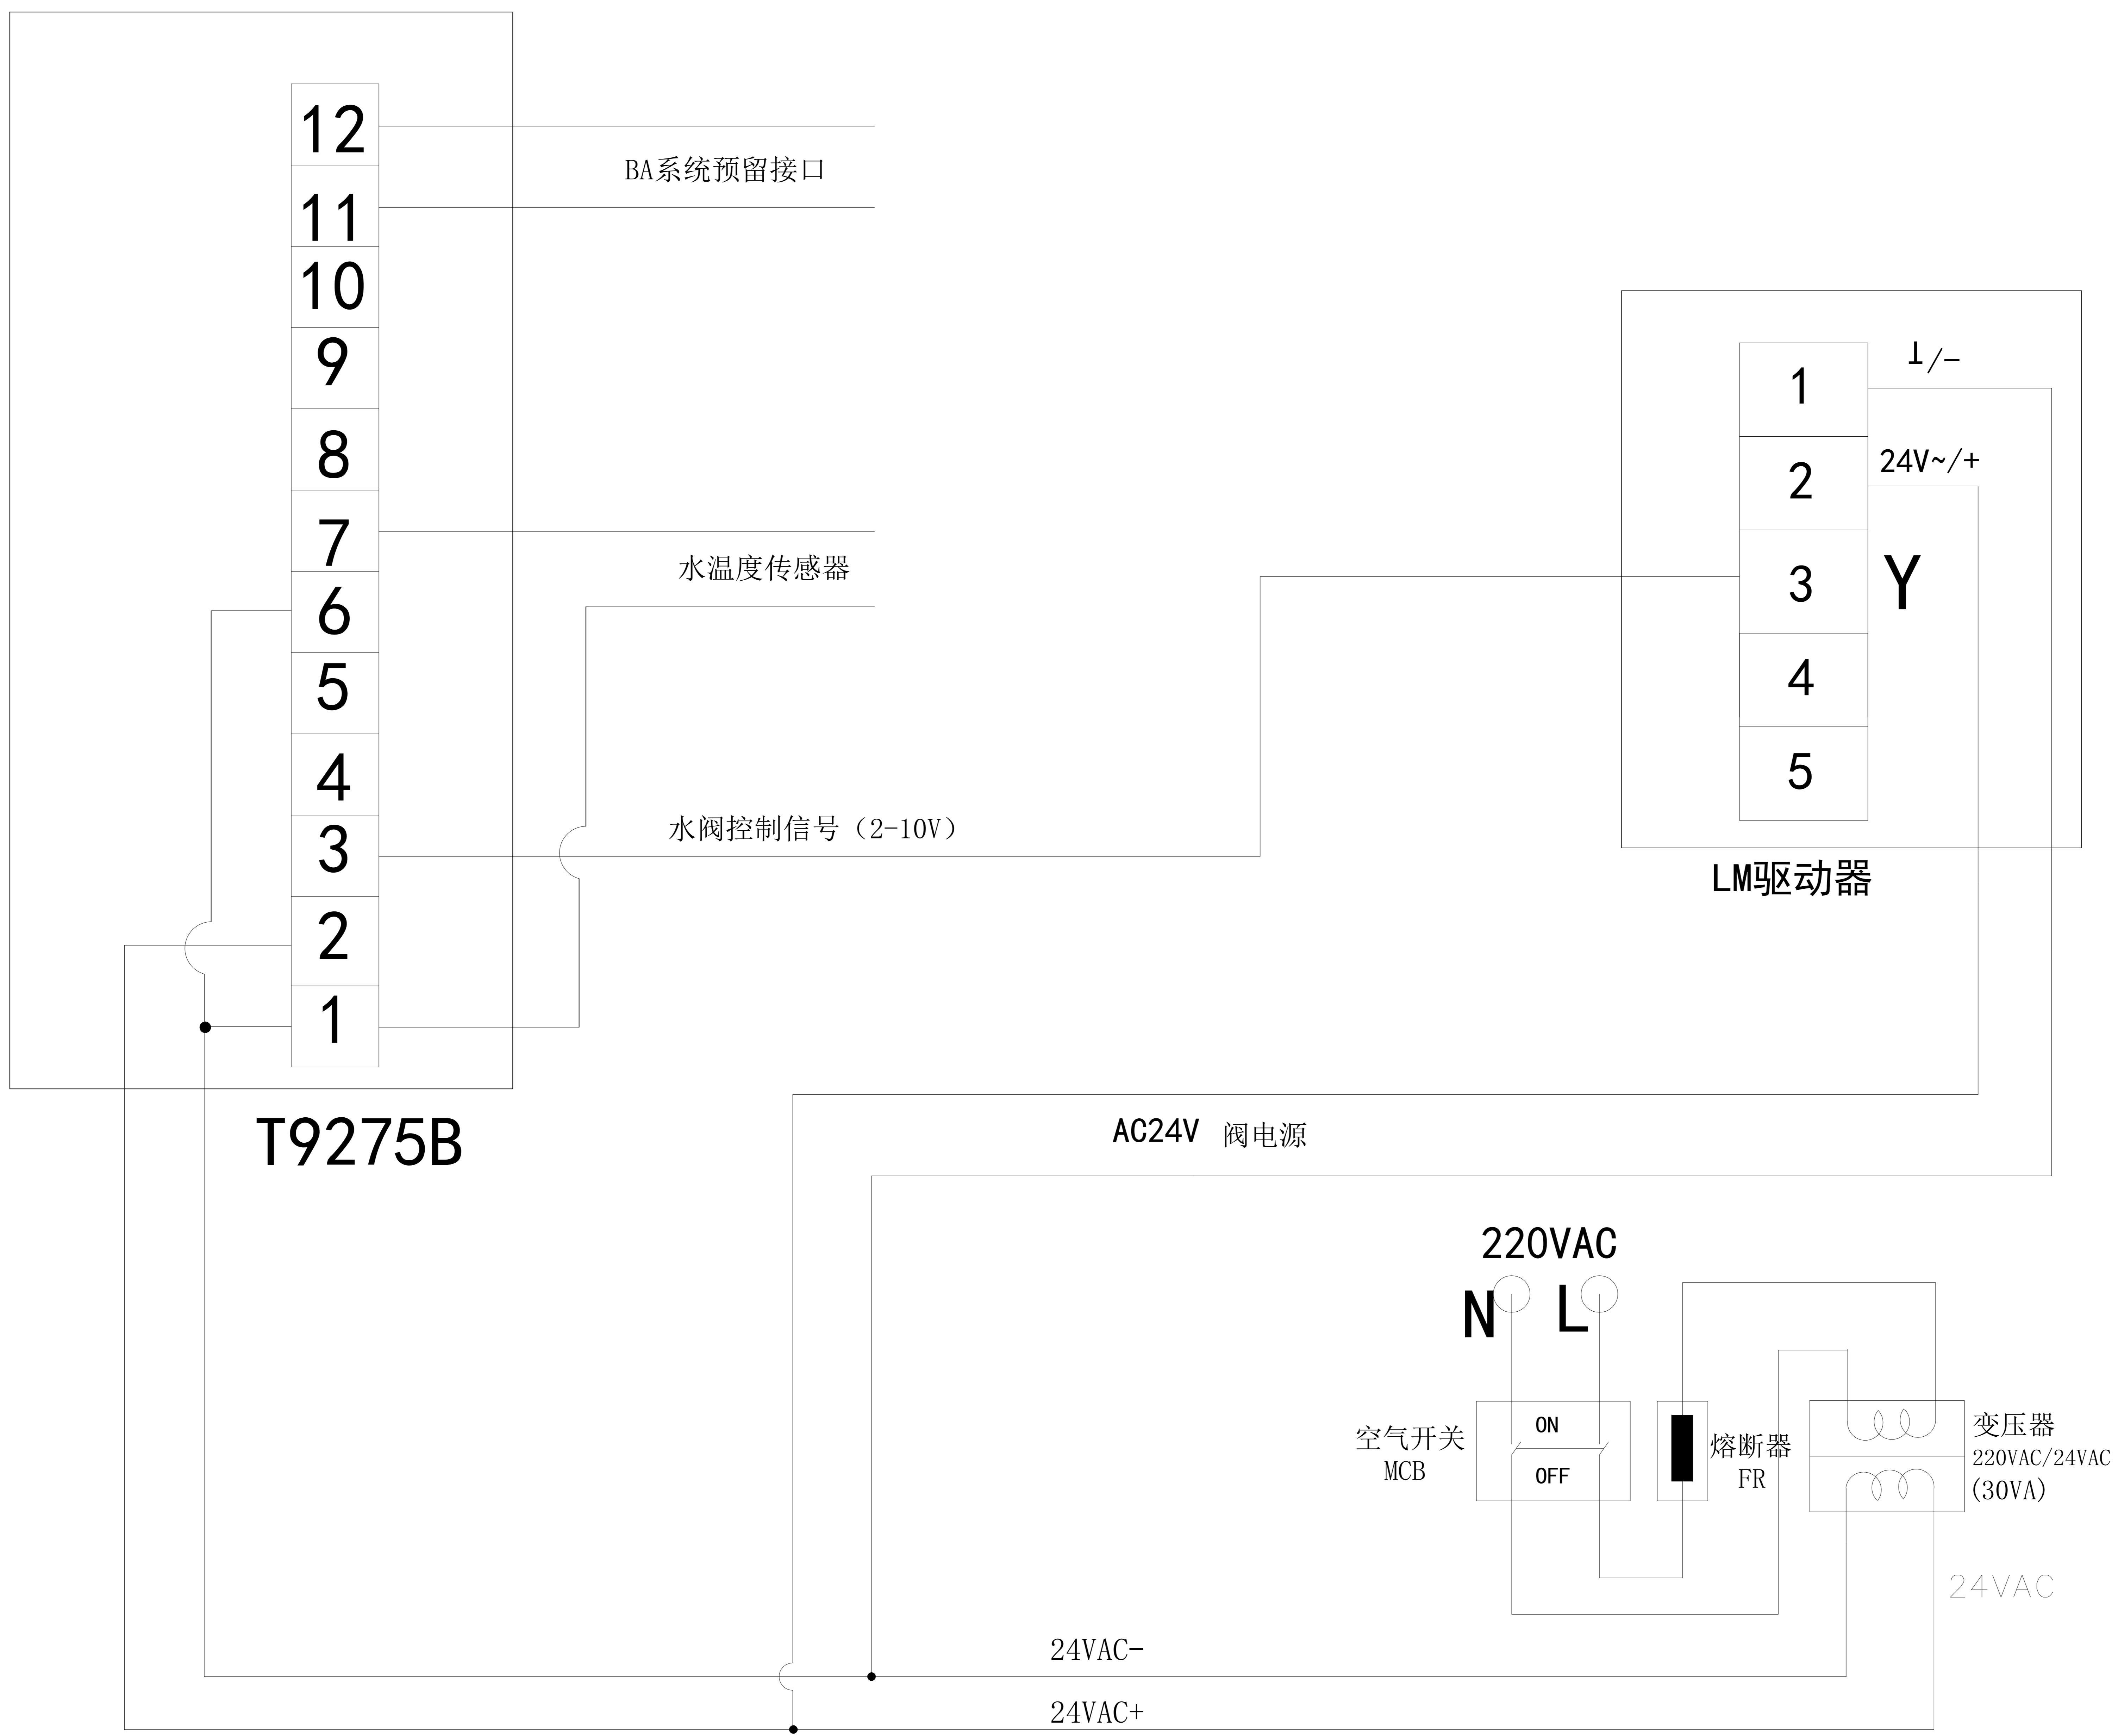 12
BA系统预留接口
11
10
9
8
7
水温度传感器
6
5
4
水阀控制信号（2-10V）
3
2
1
T9275B
1
⊥/-
2
24V~/+
3
Y
4
5
LM驱动器
AC24V 阀电源
220VAC
N
L
空气开关
MCB
ON
OFF
熔断器
FR
变压器
220VAC/24VAC
(30VA)
24VAC
24VAC-
24VAC+